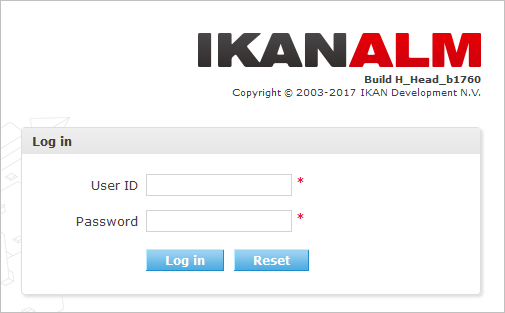 IKANALM
Build H_Head_b1760
Copyright © 2003-2017 IKAN Development N.V.
Log in
User ID *
Password *
Log in Reset